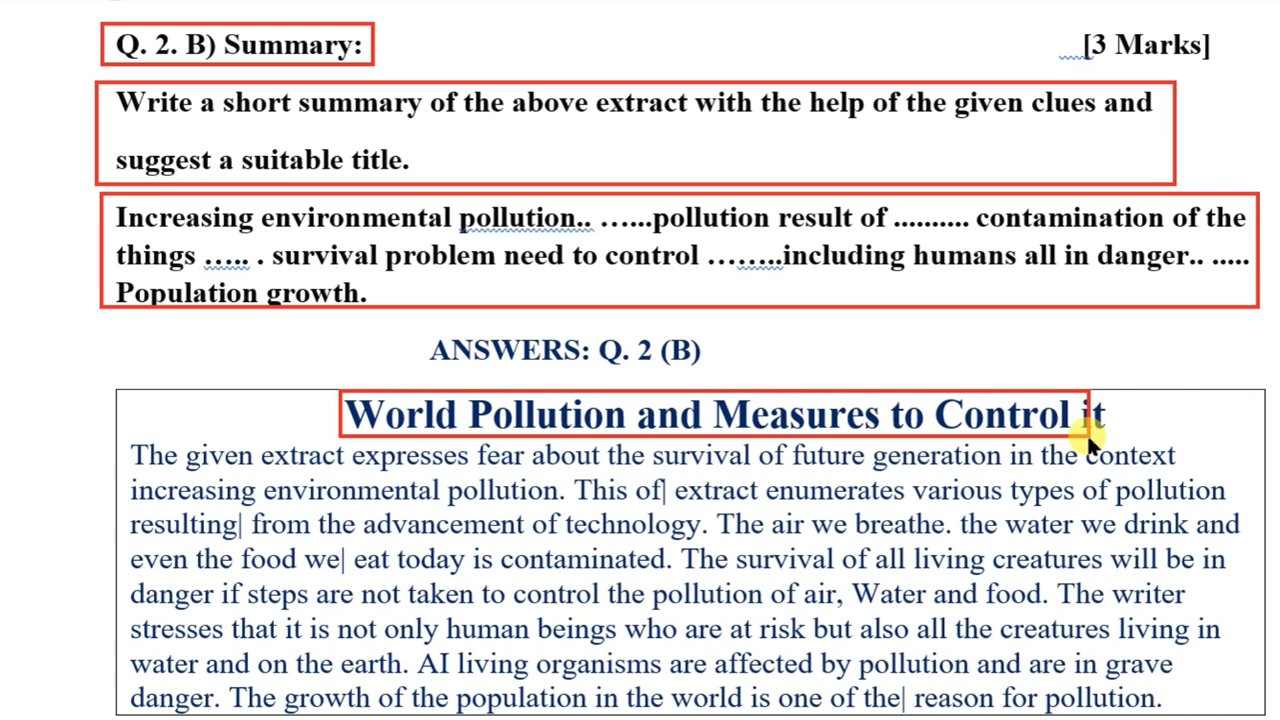 Q. 2. B) Summary: [3 Marks]
Write a short summary of the above extract with the help of the given clues and
suggest a suitable title.
Increasing environmental pollution.. …...pollution result of .......... contamination of the
things ….. . survival problem need to control ……..including humans all in danger.. .....
Population growth.
ANSWERS: Q. 2 (B)
World Pollution and Measures to Control it
The given extract expresses fear about the survival of future generation in the context
increasing environmental pollution. This of| extract enumerates various types of pollution
resulting| from the advancement of technology. The air we breathe. the water we drink and
even the food we| eat today is contaminated. The survival of all living creatures will be in
danger if steps are not taken to control the pollution of air, Water and food. The writer
stresses that it is not only human beings who are at risk but also all the creatures living in
water and on the earth. AI living organisms are affected by pollution and are in grave
danger. The growth of the population in the world is one of the| reason for pollution.